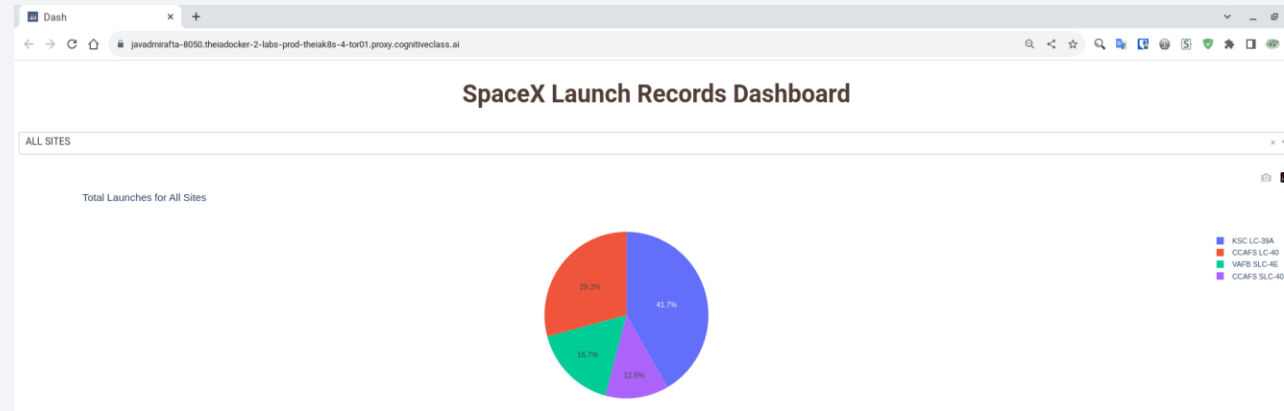 Dash
javadmirafta-8050.theiadocker-2-labs-prod-theiak8s-4-tor01.proxy.cognitiveclass.ai
SpaceX Launch Records Dashboard
ALL SITES
Total Launches for All Sites
KSC LC-39A
CCAFS LC-40
VAFB SLC-4E
CCAFS SLC-40
29.2%
41.7%
16.7%
12.5%